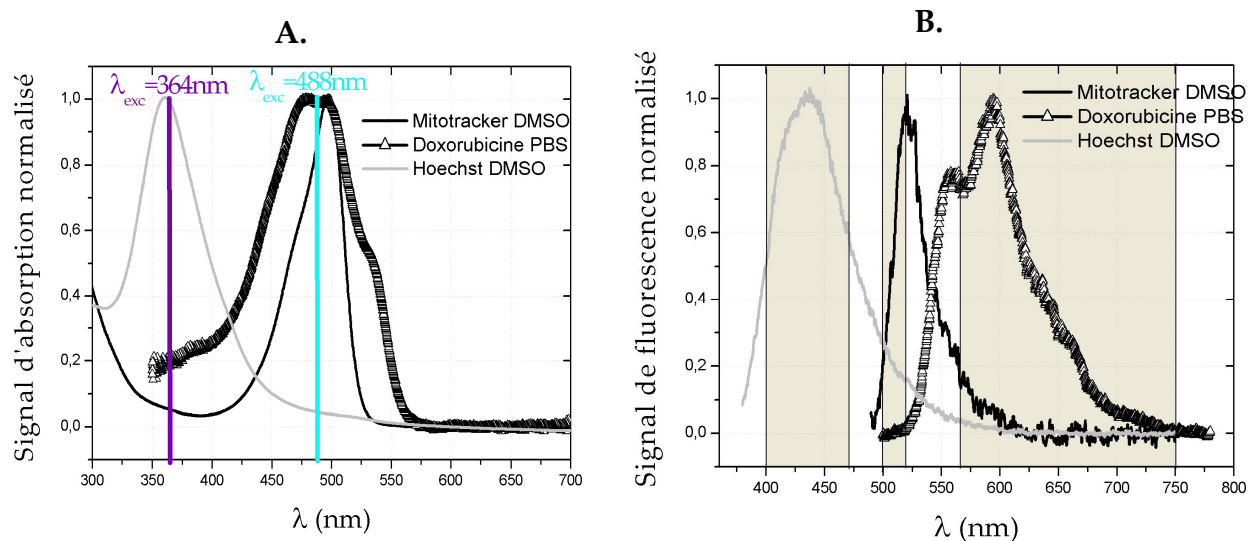 A.
λexc=364nm
λexc=488nm
Mitotracker DMSO
Doxorubicine PBS
Hoechst DMSO
Signal d'absorption normalisé
1,0
0,8
0,6
0,4
0,2
0,0
300 350 400 450 500 550 600 650 700
λ (nm)
B.
Mitotracker DMSO
Doxorubicine PBS
Hoechst DMSO
Signal de fluorescence normalisé
1,0
0,8
0,6
0,4
0,2
0,0
400 450 500 550 600 650 700 750 800
λ (nm)